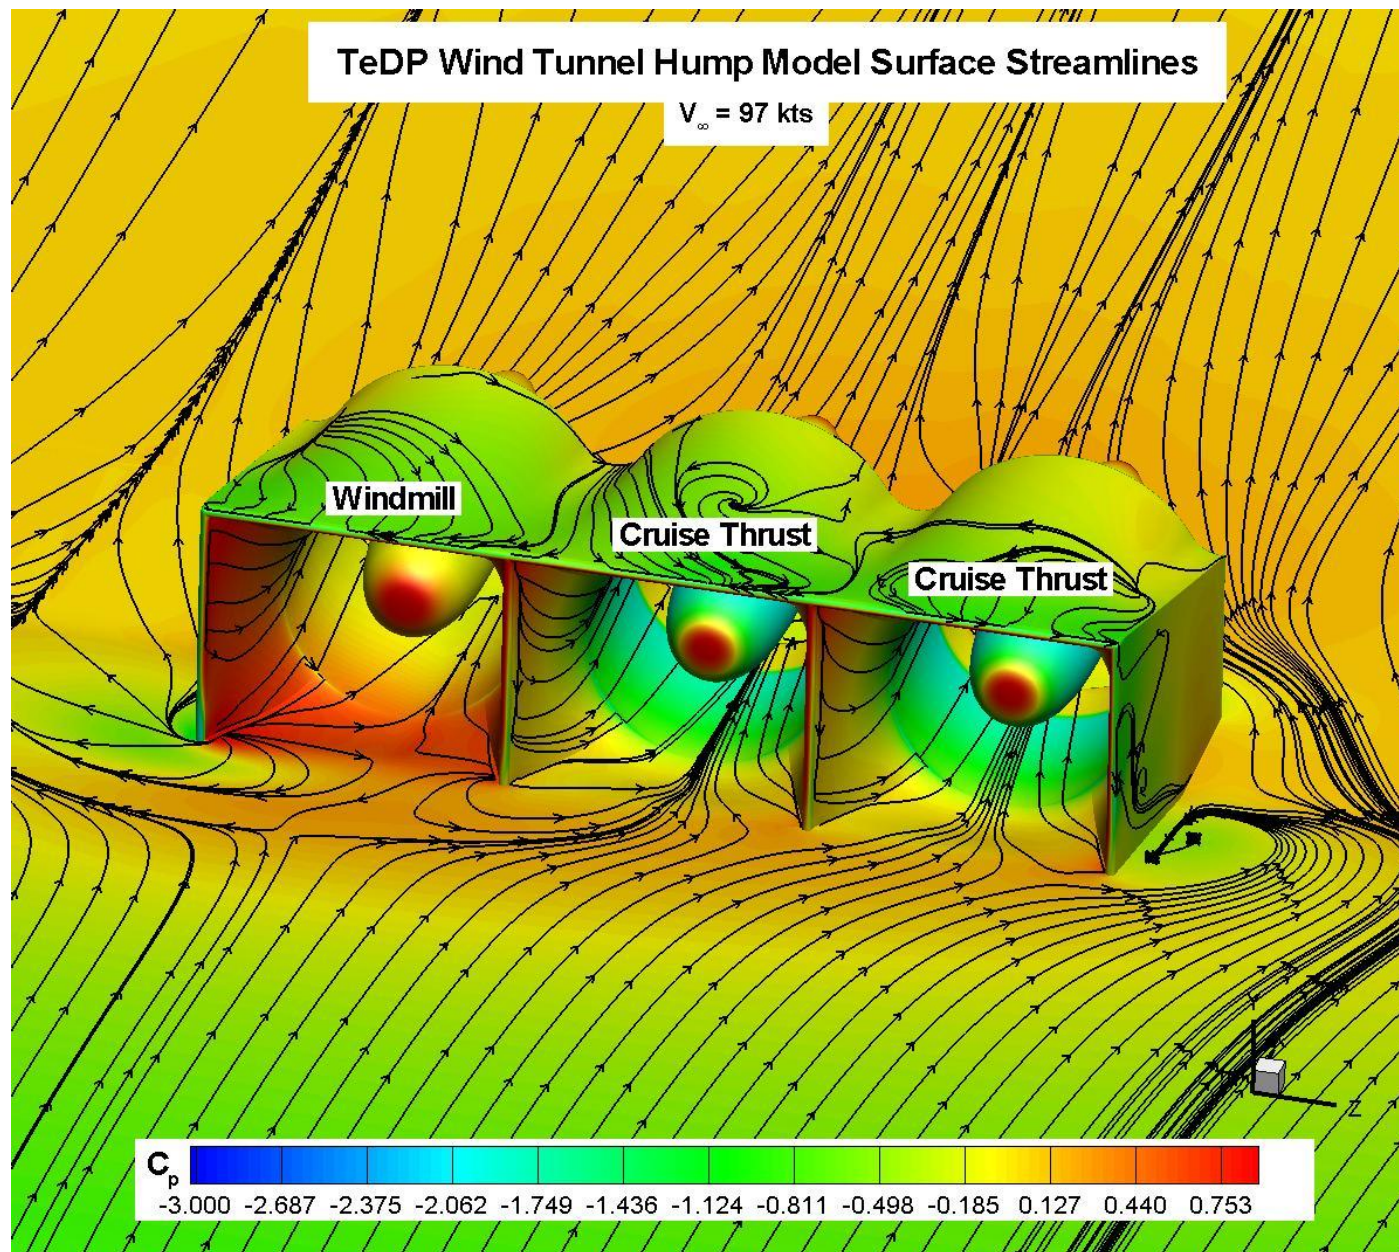 TeDP Wind Tunnel Hump Model Surface Streamlines
V∞ = 97 kts
Windmill
Cruise Thrust
Cruise Thrust
Y
Z
Cp
-3.000 -2.687 -2.375 -2.062 -1.749 -1.436 -1.124 -0.811 -0.498 -0.185 0.127 0.440 0.753